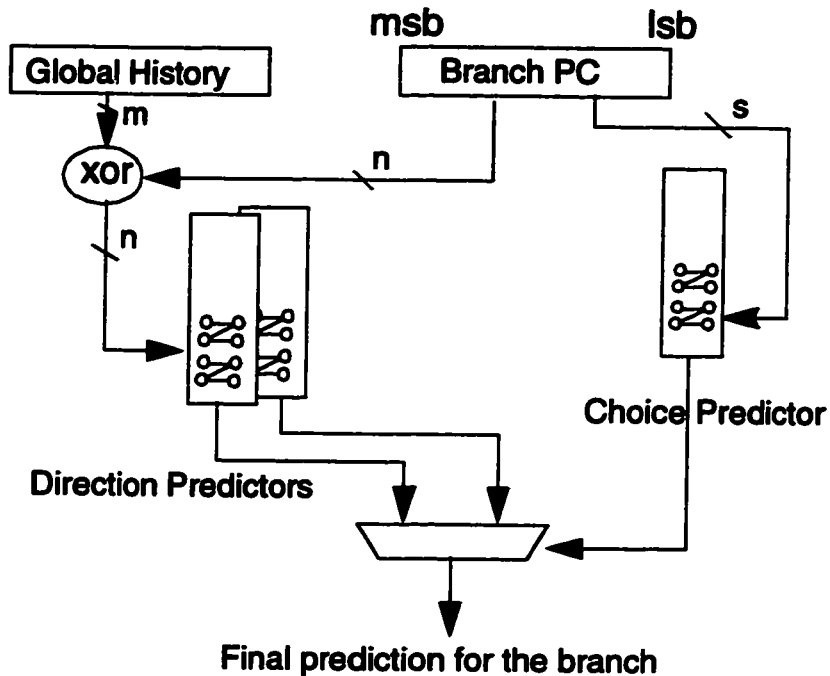 msb lsb
Global History
Branch PC
m
s
xor
n
n
Choice Predictor
Direction Predictors
Final prediction for the branch